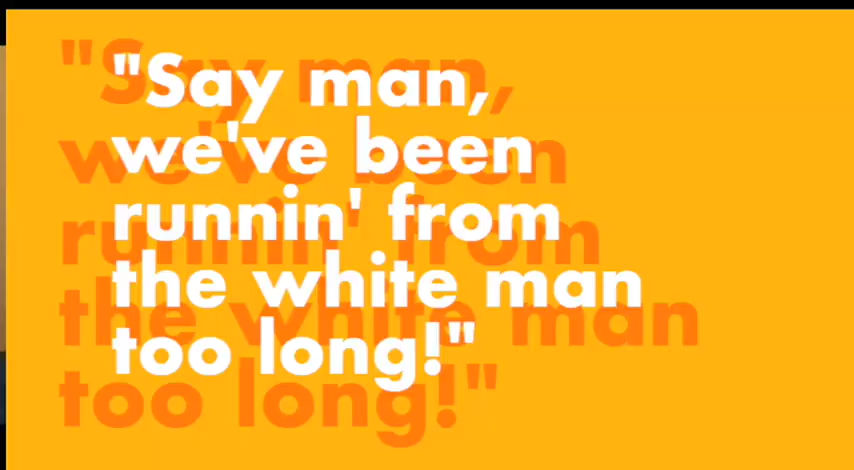 "Say man,
we've been
runnin' from
the white man
too long!"